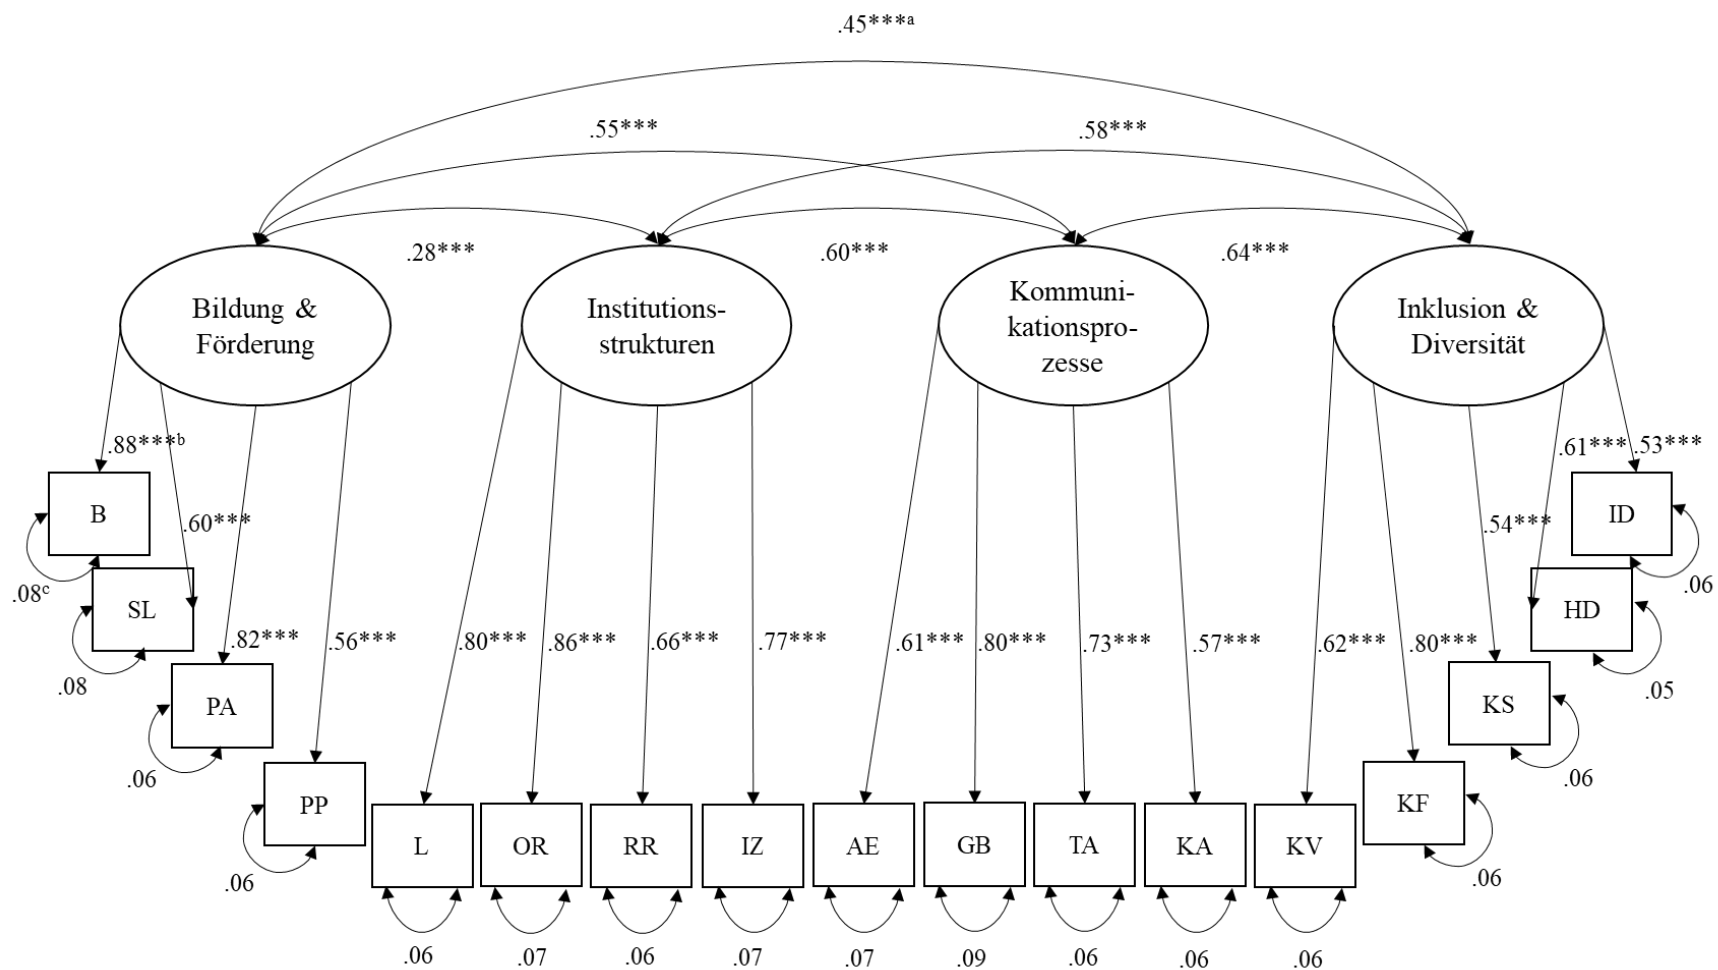 .45***ᵃ
.55***
.58***
.28***
.60***
.64***
Bildung &
Förderung
Institutions-
strukturen
Kommuni-
kationspro-
zesse
Inklusion &
Diversität
.88***ᵇ
.61***
.53***
B
ID
.60***
.54***
.08ᶜ
.06
SL
HD
.82***
.56***
.80***
.86***
.66***
.77***
.61***
.80***
.73***
.57***
.62***
.80***
.08
.05
PA
KS
.06
.06
PP
KF
.06
.06
L
OR
RR
IZ
AE
GB
TA
KA
KV
.06
.07
.06
.07
.07
.09
.06
.06
.06